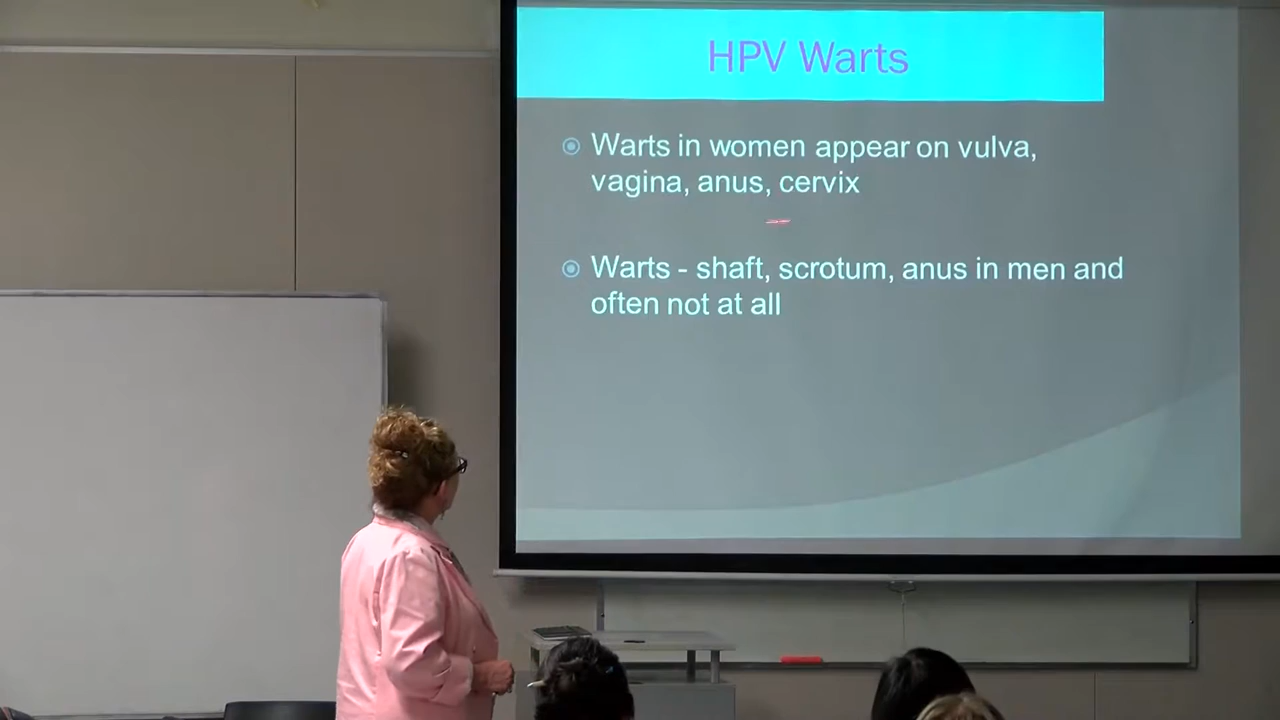 HPV Warts
Warts in women appear on vulva,
vagina, anus, cervix
Warts - shaft, scrotum, anus in men and
often not at all